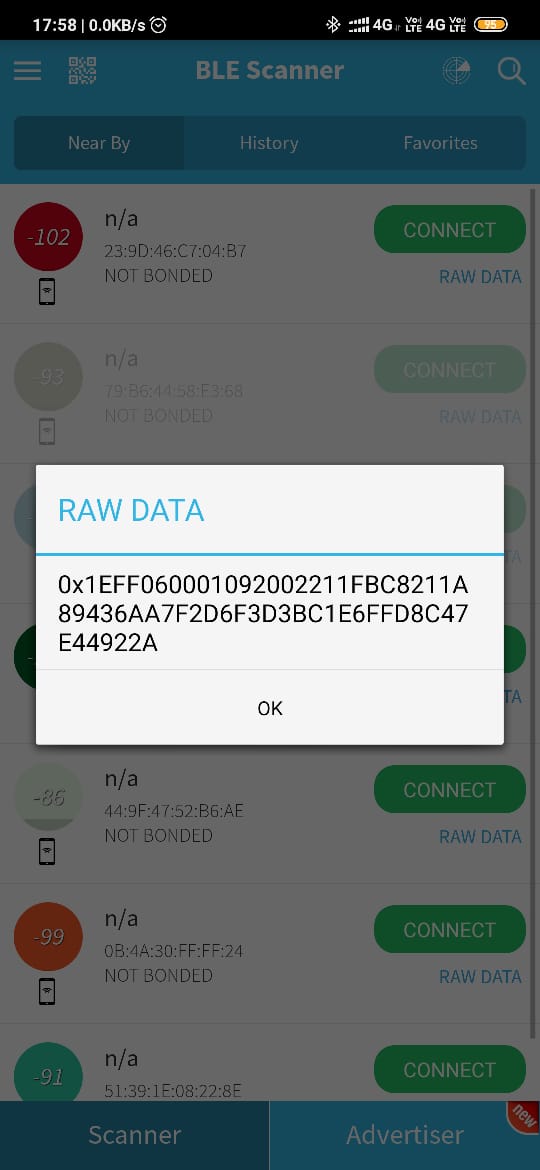 17:58 | 0.0KB/s 4G Vo) LTE 4G Vo) LTE 95
BLE Scanner
Near By History Favorites
-102 n/a CONNECT
23:9D:46:C7:04:B7
NOT BONDED RAW DATA
-93 n/a CONNECT
79:B6:44:58:E3:68
NOT BONDED RAW DATA
RAW DATA
0x1EFF060001092002211FBC8211A
89436AA7F2D6F3D3BC1E6FFD8C47
E44922A
OK
-86 n/a CONNECT
44:9F:47:52:B6:AE
NOT BONDED RAW DATA
-99 n/a CONNECT
0B:4A:30:FF:FF:24
NOT BONDED RAW DATA
-91 n/a CONNECT
51:39:1E:08:22:8E
Scanner Advertiser new